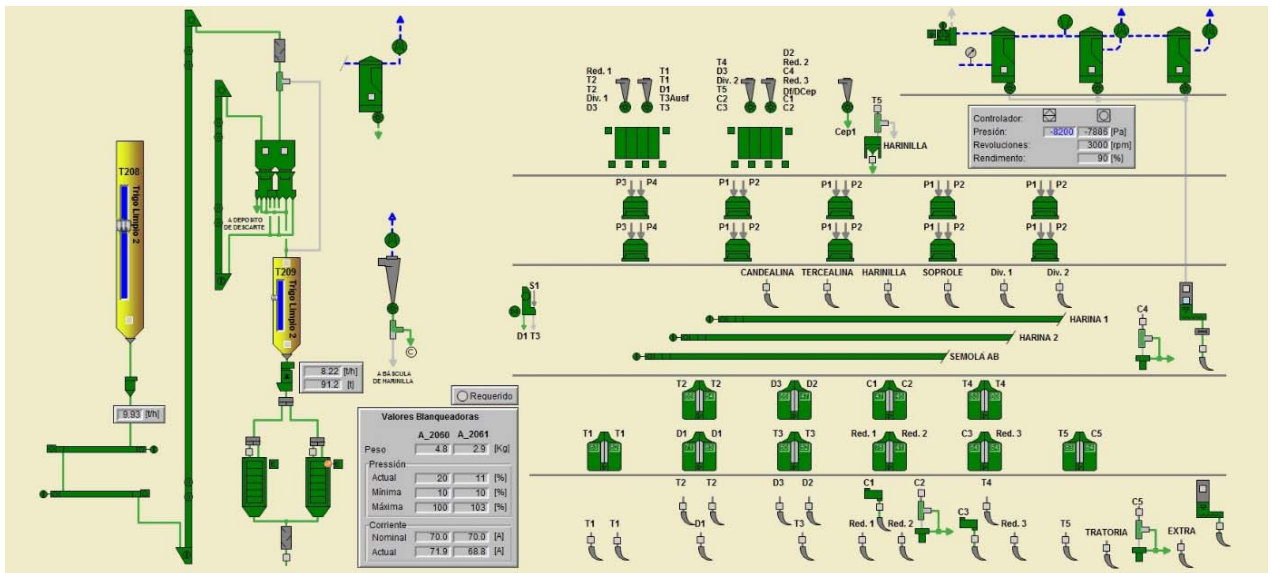 T208
Trigo Limpio 2
9.93 [t/h]
A DEPOSITO
DE DESCARTE
T209
Trigo Limpio 2
8.22 [t/h]
91.2 [t]
A BÁSCULA
DE HARINILLA
Requerido
Valores Blanqueadoras
A_2060 A_2061
Peso 4.8 2.9 [Kg]
Pressión
Actual 20 11 [%]
Mínima 10 10 [%]
Máxima 100 103 [%]
Corriente
Nominal 70.0 70.0 [A]
Actual 71.9 68.8 [A]
Red. 1
T2
T2
Div. 1
D3
T1
T1
D1
T3Ausf
T3
T4
D3
Div. 2
T5
C2
C3
D2
Red. 2
C4
Red. 3
Df/DCep
C1
C2
Cep1
T5
HARINILLA
Controlador:
Presión: -8200 -7886 [Pa]
Revoluciones: 3000 [rpm]
Rendimento: 90 [%]
P3 P4 P1 P2 P1 P2 P1 P2 P1 P2
P3 P4 P1 P2 P1 P2 P1 P2 P1 P2
CANDEALINA TERCEALINA HARINILLA SOPROLE Div. 1 Div. 2
S1
D1 T3
HARINA 1
HARINA 2
SEMOLA AB
C4
T2 T2 D3 D2 C1 C2 T4 T4
T1 T1 D1 D1 T3 T3 Red. 1 Red. 2 C3 Red. 3 T5 C5
T2 T2 D3 D2 C1 C2 T4
T1 T1 D1 T3 Red. 1 Red. 2 C3 Red. 3 T5 TRATORIA C5 EXTRA